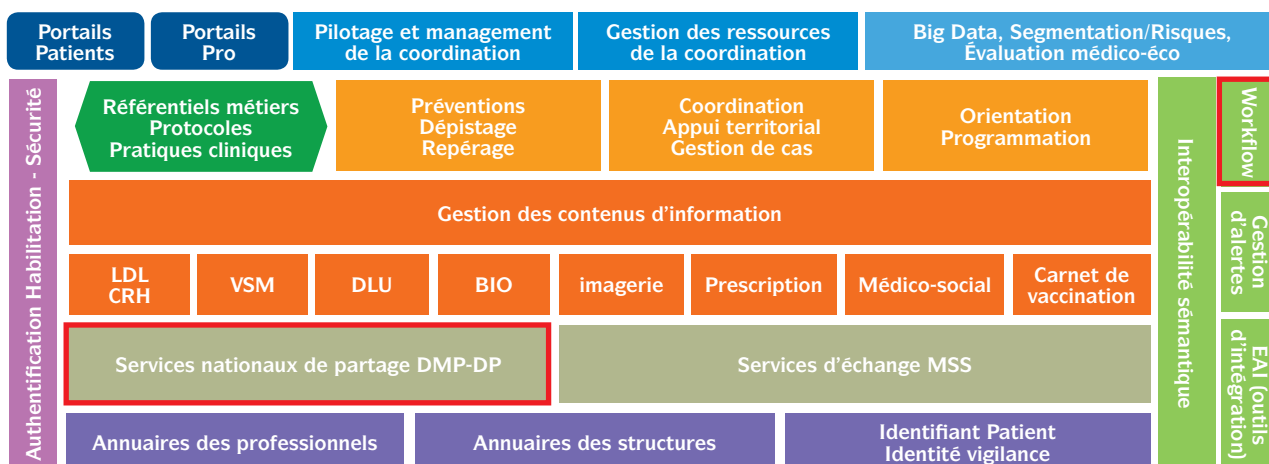 Portails
Patients
Portails
Pro
Pilotage et management
de la coordination
Gestion des ressources
de la coordination
Big Data, Segmentation/Risques,
Évaluation médico-éco
Authentification Habilitation - Sécurité
Référentiels métiers
Protocoles
Pratiques cliniques
Préventions
Dépistage
Repérage
Coordination
Appui territorial
Gestion de cas
Orientation
Programmation
Interopérabilité sémantique
Workflow
Gestion des contenus d'information
Gestion
d'alertes
LDL
CRH
VSM
DLU
BIO
imagerie
Prescription
Médico-social
Carnet de
vaccination
Services nationaux de partage DMP-DP
Services d'échange MSS
EAI (outils
d'intégration)
Annuaires des professionnels
Annuaires des structures
Identifiant Patient
Identité vigilance